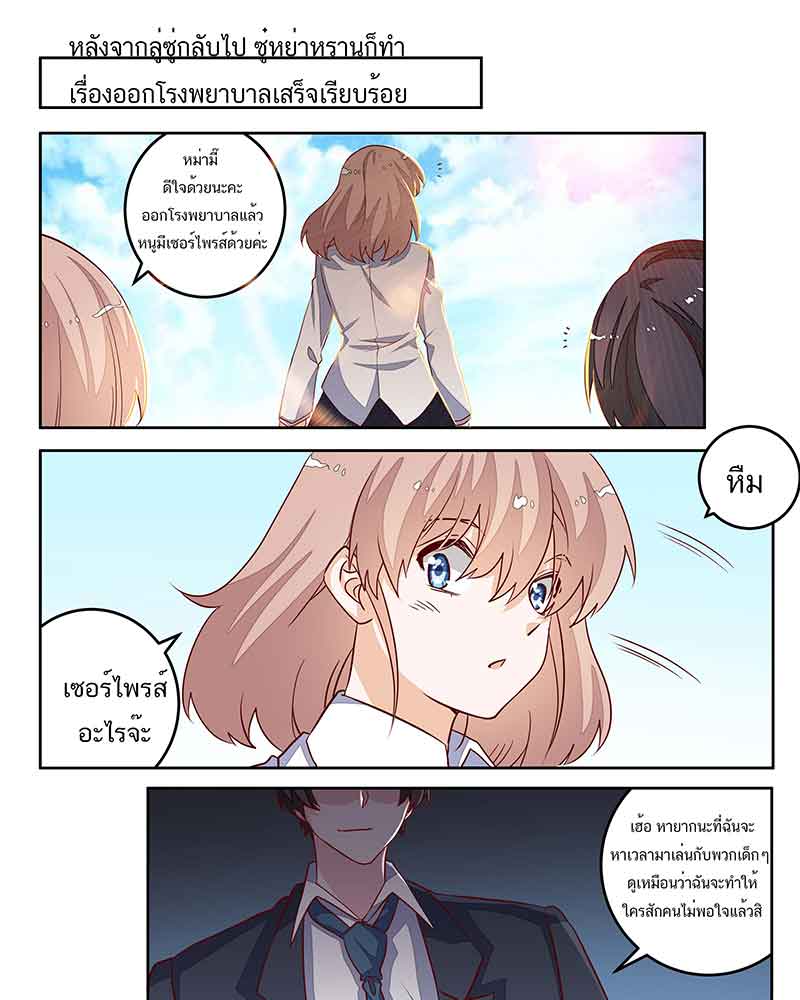 หลังจากลู่ซู่กลับไป ซู๋หย่าหรานก็ทำ
เรื่องออกโรงพยาบาลเสร็จเรียบร้อย
หม่ามี๊
ดีใจด้วยนะคะ
ออกโรงพยาบาลแล้ว
หนูมีเซอร์ไพรส์ด้วยค่ะ
หืม
เซอร์ไพรส์
อะไรจ๊ะ
เฮ้อ หายากนะที่ฉันจะ
หาเวลามาเล่นกับพวกเด็กๆ
ดูเหมือนว่าฉันจะทำให้
ใครสักคนไม่พอใจแล้วสิ